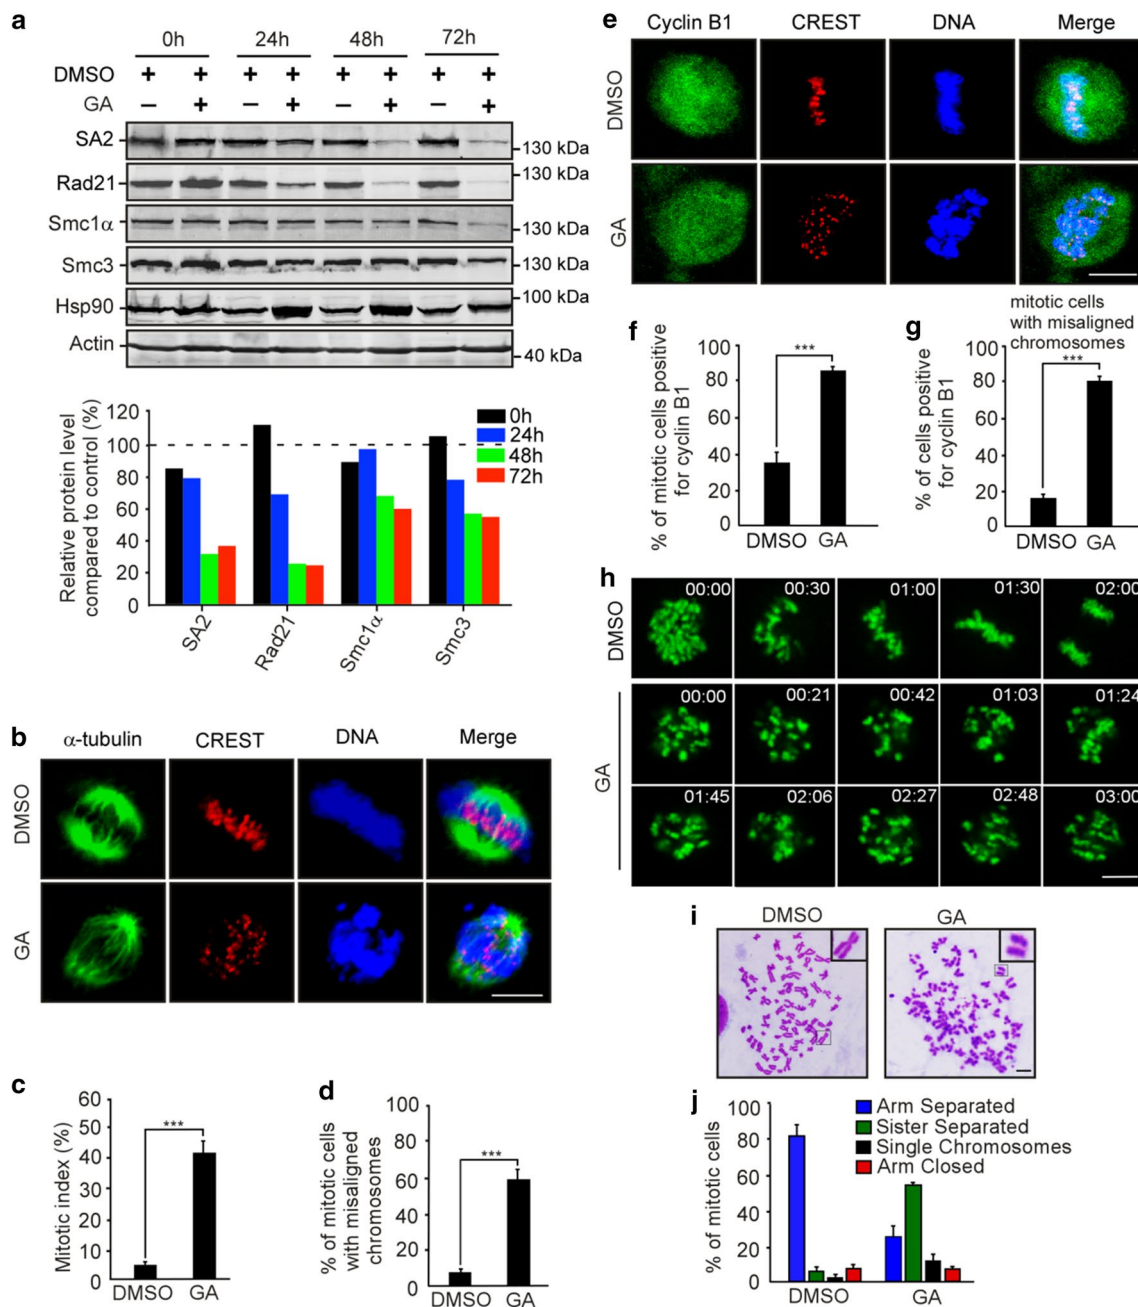 a
0h 24h 48h 72h
DMSO + + + + + + + +
GA − + − + − + − +
SA2
130 kDa
Rad21
130 kDa
Smc1α
130 kDa
Smc3
130 kDa
Hsp90
100 kDa
Actin
40 kDa
Relative protein level
compared to control (%)
120
100
80
60
40
20
0
0h
24h
48h
72h
SA2
Rad21
Smc1α
Smc3
b
α-tubulin CREST DNA Merge
DMSO
GA
c
Mitotic index (%)
60
50
40
30
20
10
0
***
DMSO GA
d
% of mitotic cells
with misaligned
chromosomes
100
80
60
40
20
0
***
DMSO GA
e
Cyclin B1 CREST DNA Merge
DMSO
GA
f
% of mitotic cells positive
for cyclin B1
100
80
60
40
20
0
***
DMSO GA
g
mitotic cells
with misaligned
chromosomes
% of cells positive
for cyclin B1
100
80
60
40
20
0
***
DMSO GA
h
DMSO
00:00 00:30 01:00 01:30 02:00
GA
00:00 00:21 00:42 01:03 01:24
01:45 02:06 02:27 02:48 03:00
i
DMSO GA
j
% of mitotic cells
100
80
60
40
20
0
Arm Separated
Sister Separated
Single Chromosomes
Arm Closed
DMSO GA